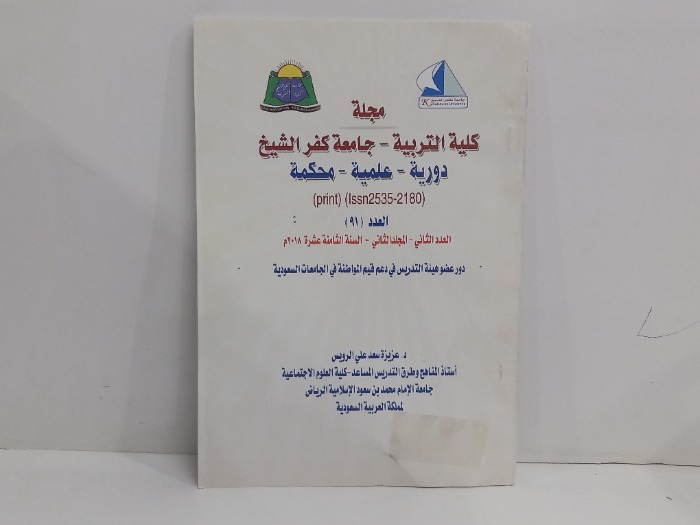 مجلة
كلية التربية - جامعة كفر الشيخ
دورية - علمية - محكمة
(print) (Issn2535-2180)
العدد (٩١) :
العدد الثاني - المجلد الثاني - السنة الثامنة عشرة ٢٠١٨م
دور عضو هيئة التدريس في دعم قيم المواطنة في الجامعات السعودية
د. عزيزة سعد علي الرويس
أستاذ المناهج وطرق التدريس المساعد-كلية العلوم الاجتماعية
جامعة الإمام محمد بن سعود الإسلامية الرياض
لمملكة العربية السعودية